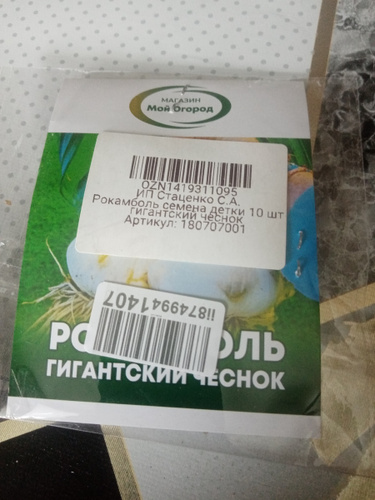 МАГАЗИН
Мой Огород
OZN1419311095
ИП Стаценко С.А.
Рокамболь семена детки 10 шт
гигантский чеснок
Артикул: 180707001
ii8749941407
РО ОЛЬ
ГИГАНТСКИЙ ЧЕСНОК